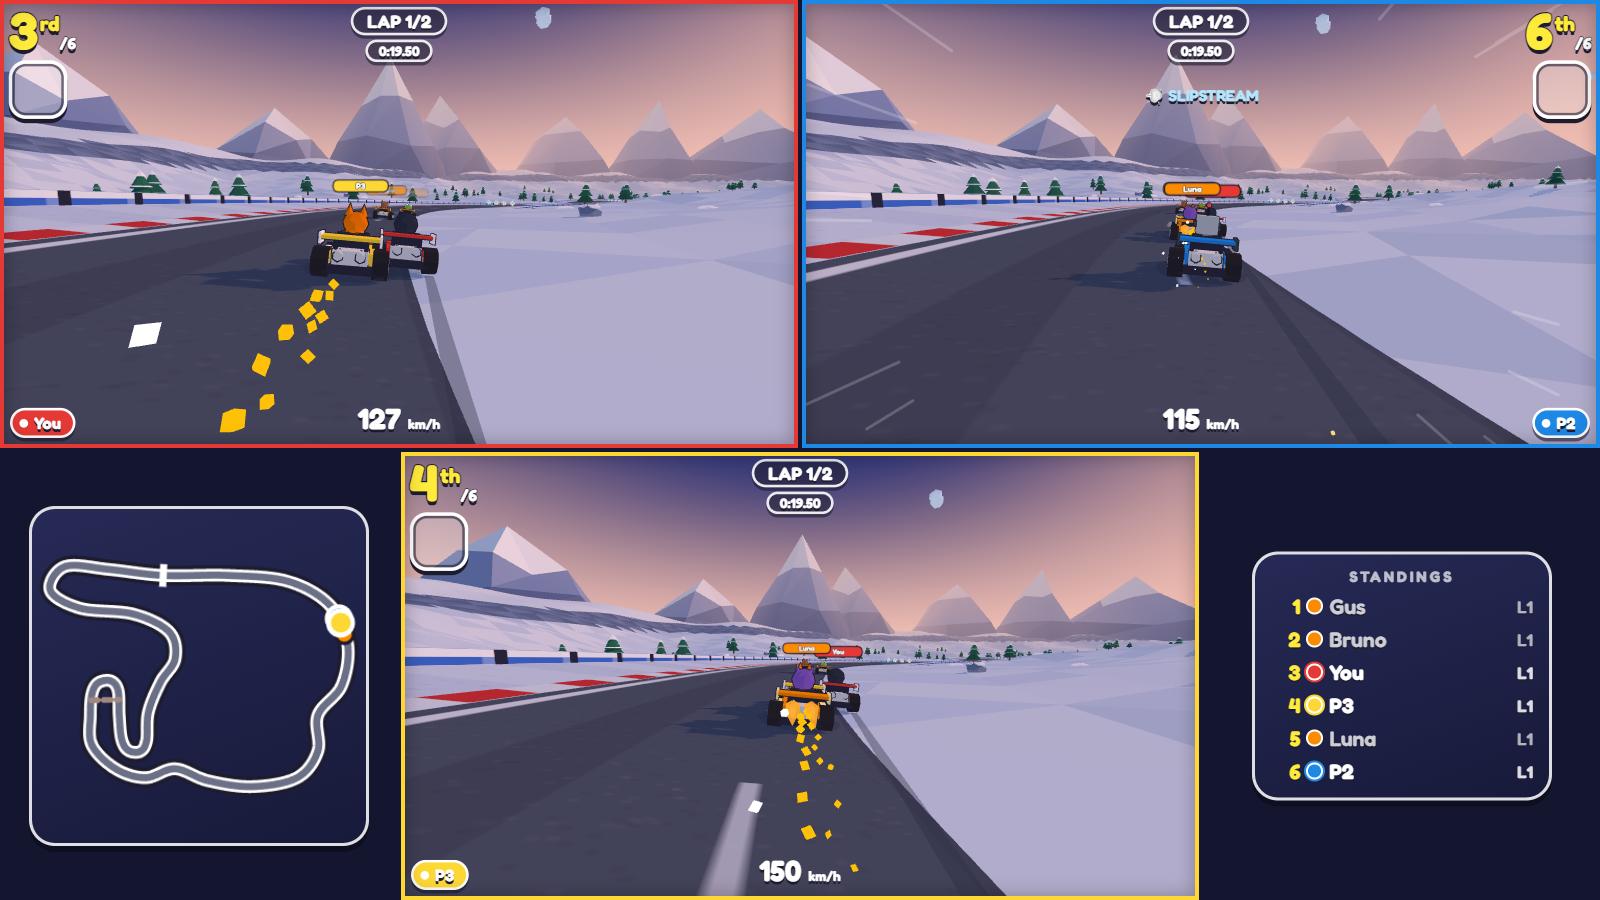 3rd /6
LAP 1/2
0:19.50
P3
You
127 km/h
LAP 1/2
0:19.50
6th /6
SLIPSTREAM
Luna
115 km/h
P2
4th /6
LAP 1/2
0:19.50
Luna
You
P3
150 km/h
STANDINGS
1 Gus L1
2 Bruno L1
3 You L1
4 P3 L1
5 Luna L1
6 P2 L1